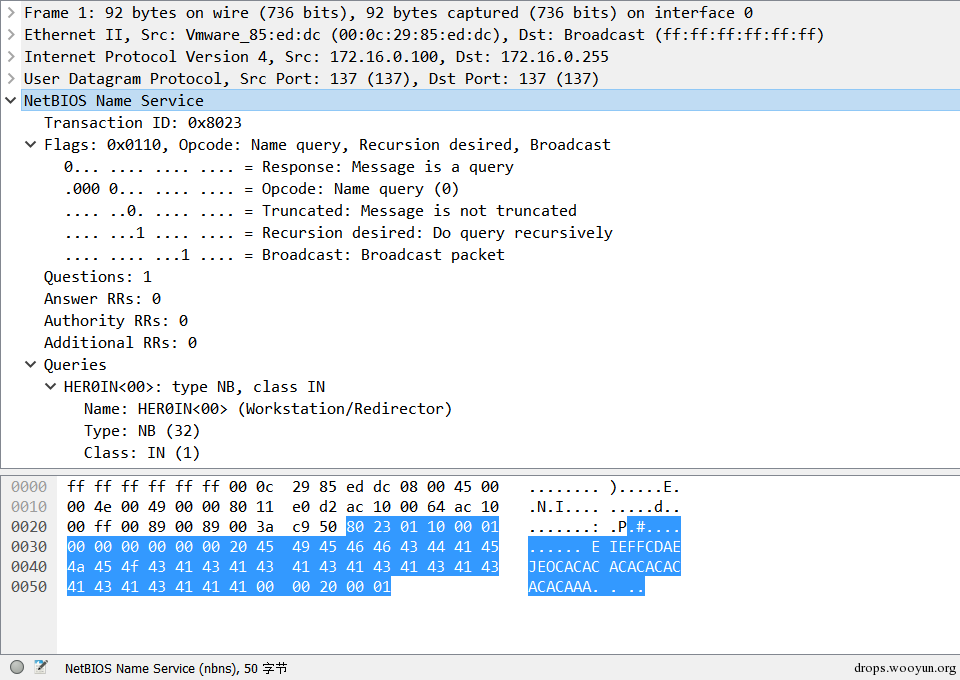 Frame 1: 92 bytes on wire (736 bits), 92 bytes captured (736 bits) on interface 0
Ethernet II, Src: Vmware_85:ed:dc (00:0c:29:85:ed:dc), Dst: Broadcast (ff:ff:ff:ff:ff:ff)
Internet Protocol Version 4, Src: 172.16.0.100, Dst: 172.16.0.255
User Datagram Protocol, Src Port: 137 (137), Dst Port: 137 (137)
NetBIOS Name Service
Transaction ID: 0x8023
Flags: 0x0110, Opcode: Name query, Recursion desired, Broadcast
0... .... .... .... = Response: Message is a query
.000 0... .... .... = Opcode: Name query (0)
.... ..0. .... .... = Truncated: Message is not truncated
.... ...1 .... .... = Recursion desired: Do query recursively
.... .... ...1 .... = Broadcast: Broadcast packet
Questions: 1
Answer RRs: 0
Authority RRs: 0
Additional RRs: 0
Queries
HER0IN<00>: type NB, class IN
Name: HER0IN<00> (Workstation/Redirector)
Type: NB (32)
Class: IN (1)
0000 ff ff ff ff ff ff 00 0c 29 85 ed dc 08 00 45 00 ........ ).....E.
0010 00 4e 00 49 00 00 80 11 e0 d2 ac 10 00 64 ac 10 .N.I.... .....d..
0020 00 ff 00 89 00 89 00 3a c9 50 80 23 01 10 00 01 .......: .P.#....
0030 00 00 00 00 00 00 20 45 49 45 46 46 43 44 41 45 ...... E IEFFCDAE
0040 4a 45 4f 43 41 43 41 43 41 43 41 43 41 43 41 43 JEOCACAC ACACACAC
0050 41 43 41 43 41 41 41 00 00 20 00 01 ACACAAA. . ..
NetBIOS Name Service (nbns), 50 字节
drops.wooyun.org